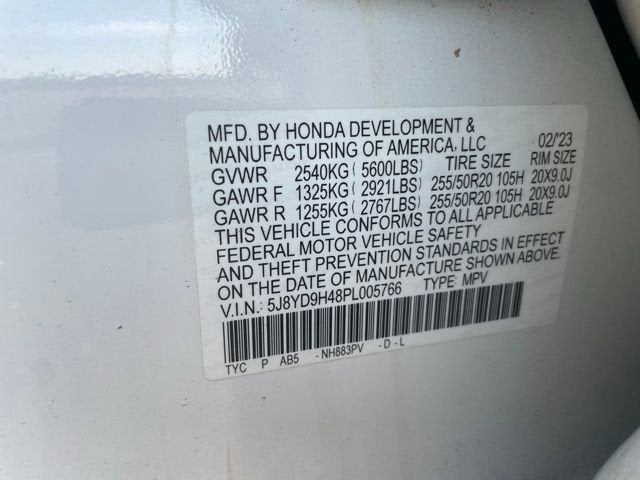 MFD. BY HONDA DEVELOPMENT &
MANUFACTURING OF AMERICA, LLC 02/'23
GVWR 2540KG ( 5600LBS) TIRE SIZE RIM SIZE
GAWR F 1325KG ( 2921LBS) 255/50R20 105H 20X9.0J
GAWR R 1255KG ( 2767LBS) 255/50R20 105H 20X9.0J
THIS VEHICLE CONFORMS TO ALL APPLICABLE
FEDERAL MOTOR VEHICLE SAFETY
AND THEFT PREVENTION STANDARDS IN EFFECT
ON THE DATE OF MANUFACTURE SHOWN ABOVE.
V.I.N.: 5J8YD9H48PL005766 TYPE: MPV
TYC P AB5 -NH883PV - D - L